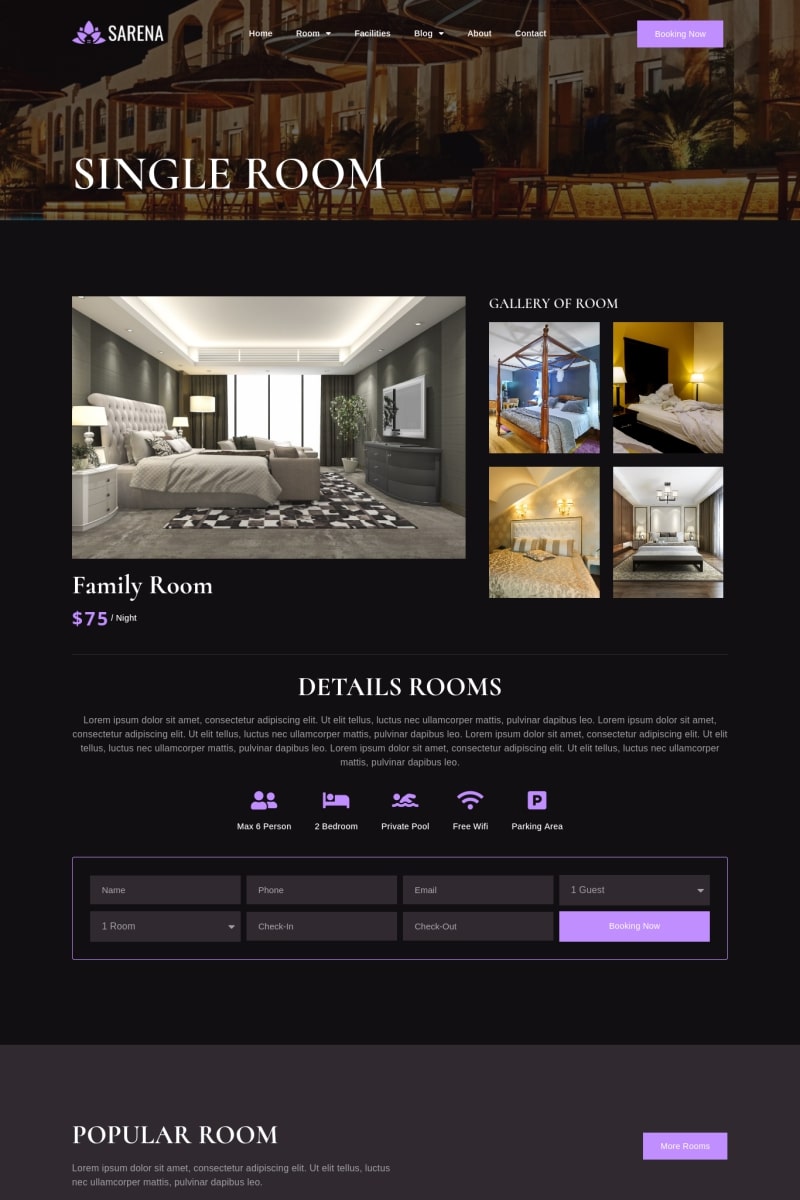 SARENA
Home Room Facilities Blog About Contact
Booking Now
SINGLE ROOM
GALLERY OF ROOM
Family Room
$75 / Night
DETAILS ROOMS
Lorem ipsum dolor sit amet, consectetur adipiscing elit. Ut elit tellus, luctus nec ullamcorper mattis, pulvinar dapibus leo. Lorem ipsum dolor sit amet,
consectetur adipiscing elit. Ut elit tellus, luctus nec ullamcorper mattis, pulvinar dapibus leo. Lorem ipsum dolor sit amet, consectetur adipiscing elit. Ut elit
tellus, luctus nec ullamcorper mattis, pulvinar dapibus leo. Lorem ipsum dolor sit amet, consectetur adipiscing elit. Ut elit tellus, luctus nec ullamcorper
mattis, pulvinar dapibus leo.
Max 6 Person 2 Bedroom Private Pool Free Wifi Parking Area
Name Phone Email 1 Guest
1 Room Check-In Check-Out Booking Now
POPULAR ROOM
More Rooms
Lorem ipsum dolor sit amet, consectetur adipiscing elit. Ut elit tellus, luctus
nec ullamcorper mattis, pulvinar dapibus leo.